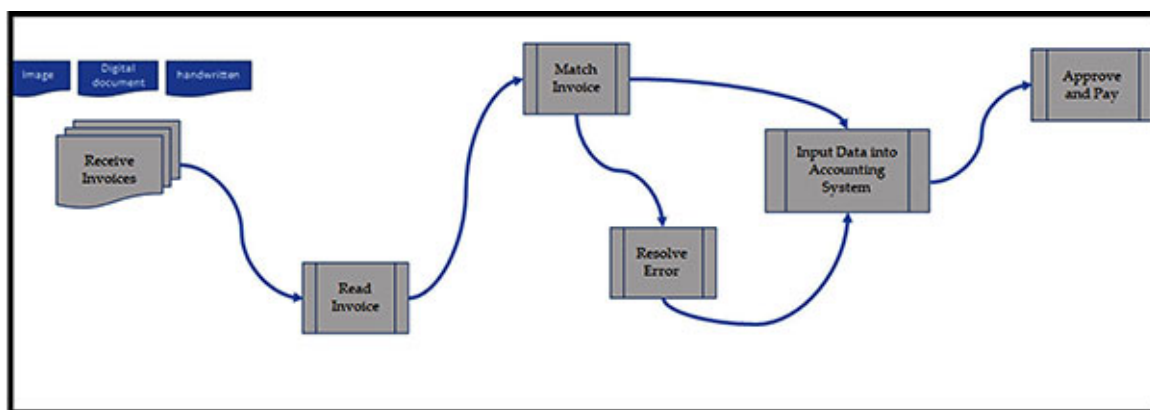 Image
Digital
document
handwritten
Receive
Invoices
Read
Invoice
Match
Invoice
Resolve
Error
Input Data into
Accounting
System
Approve
and Pay